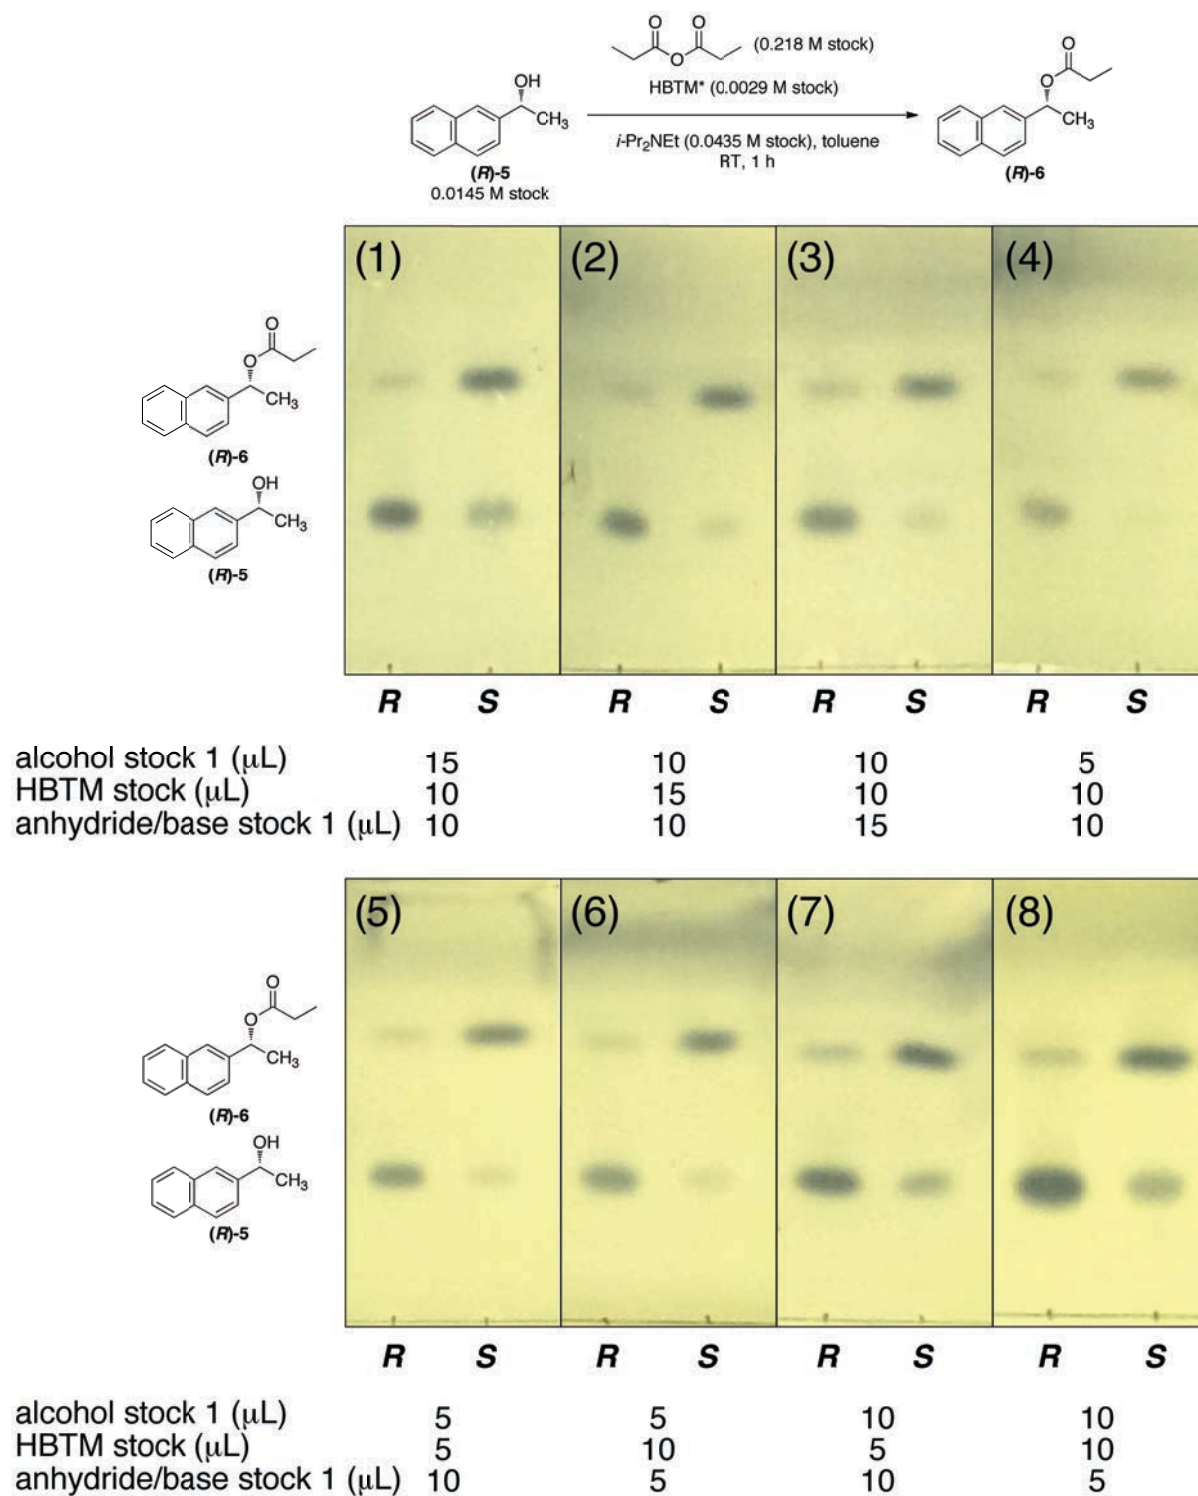 O O
O
(0.218 M stock)
OH
CH3
HBTM* (0.0029 M stock)
i-Pr2NEt (0.0435 M stock), toluene
RT, 1 h
(R)-5
0.0145 M stock
O
O
CH3
(R)-6
(1) (2) (3) (4)
O
O
CH3
(R)-6
OH
CH3
(R)-5
R S R S R S R S
alcohol stock 1 (μL) 15 10 10 5
HBTM stock (μL) 10 15 10 10
anhydride/base stock 1 (μL) 10 10 15 10
(5) (6) (7) (8)
O
O
CH3
(R)-6
OH
CH3
(R)-5
R S R S R S R S
alcohol stock 1 (μL) 5 5 10 10
HBTM stock (μL) 5 10 5 10
anhydride/base stock 1 (μL) 10 5 10 5